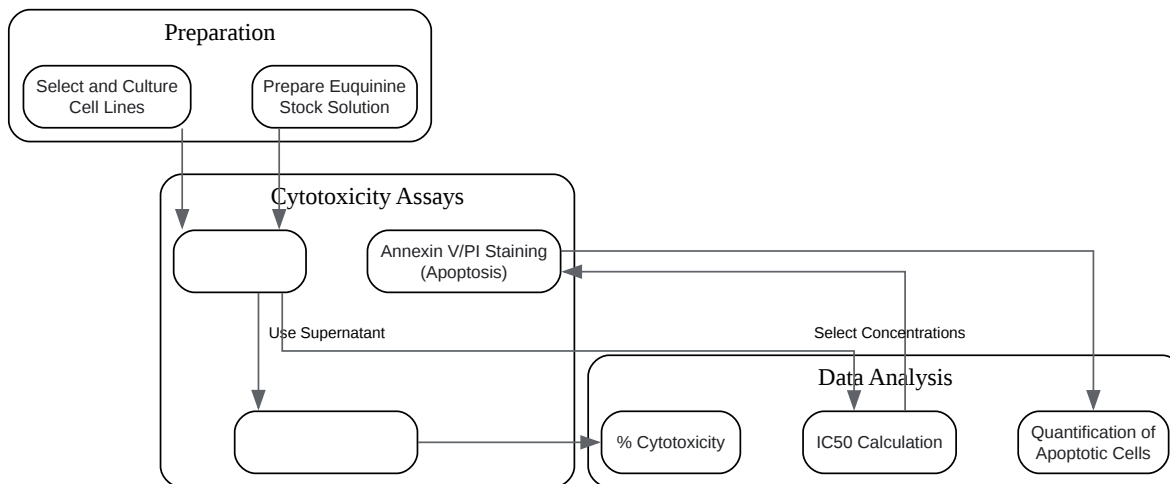 Preparation
Select and Culture
Cell Lines
Prepare Euquinine
Stock Solution
Cytotoxicity Assays
Annexin V/PI Staining
(Apoptosis)
Use Supernatant
Select Concentrations
Data Analysis
% Cytotoxicity
IC50 Calculation
Quantification of
Apoptotic Cells